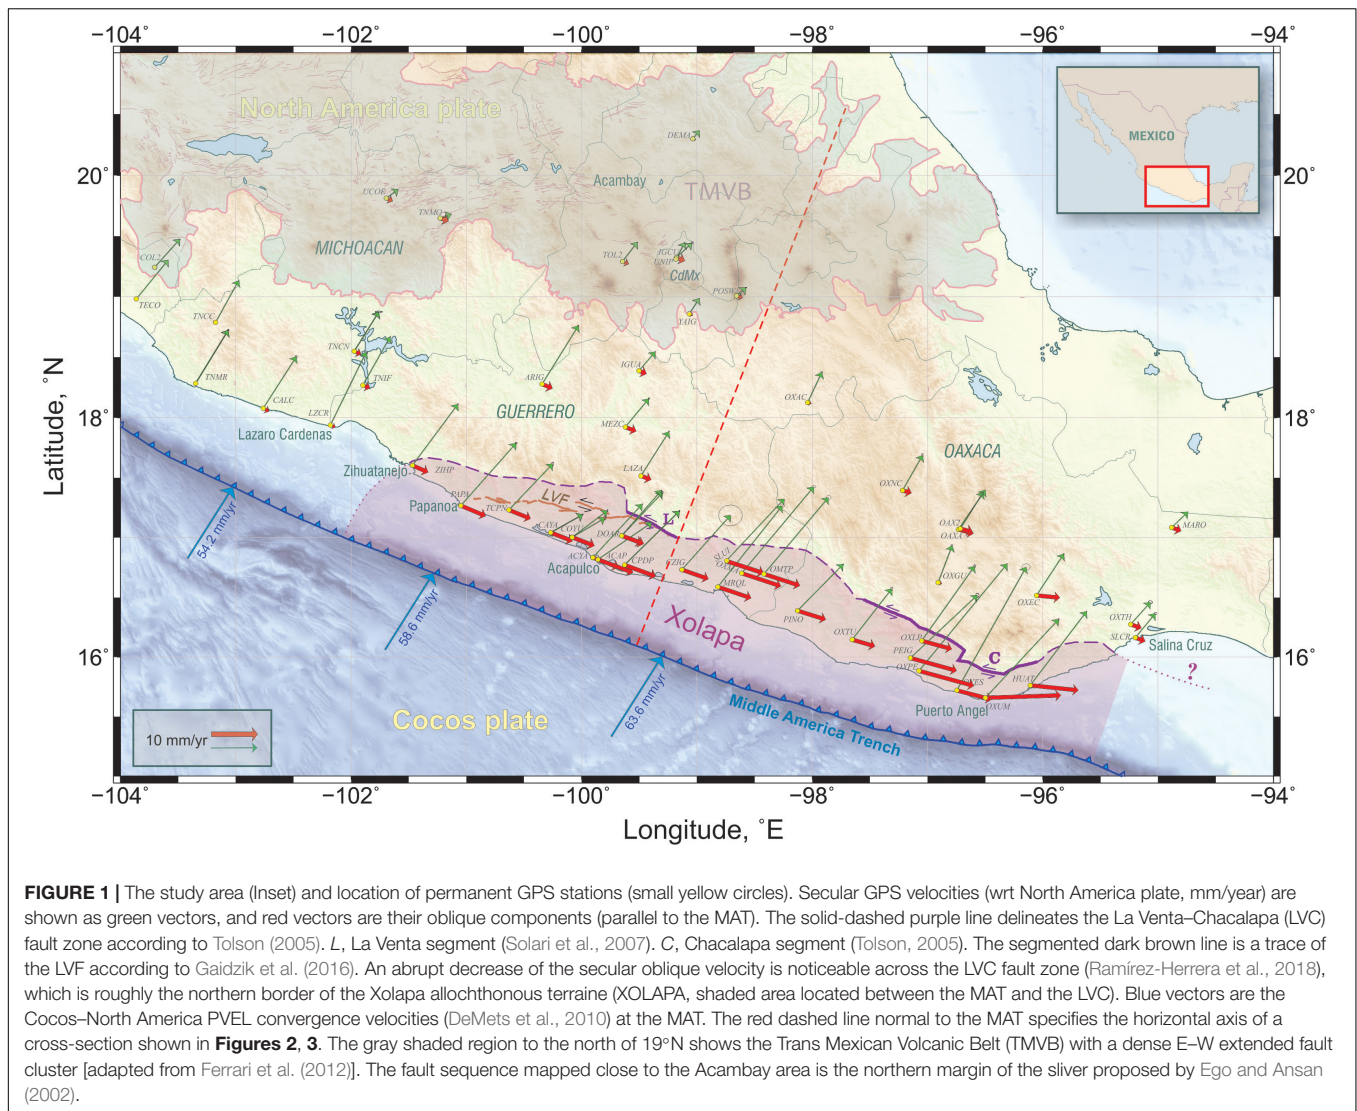 −104° −102° −100° −98° −96° −94°
North America plate
MEXICO
DEMA
20° 20°
Acambay
TMVB
UCOE
TNMO
MICHOACAN
COL2
TOL2
IGCU
UNIP
CdMx
POSW
TECO
TNCC
YAIG
TNCN
IGUA
TNMR
TNIF
ARIG
OXAC
CALC
LZCR
GUERRERO
18° 18°
MEZC
Lazaro Cardenas
OAXACA
Zihuatanejo
ZIHP
LAZA
OXNC
PAPA
Papanoa
TCPN
LVF
L
CAYA
COYU
DOAR
OAX2
OAXA
MARO
54.2 mm/yr
ACYA
ACAP
CPDP
Acapulco
TZIG
SLUI
OMTP
MRQL
OXGU
OXEC
58.6 mm/yr
Xolapa
PINO
OXTU
OXLP
OXTH
SLCR
Salina Cruz
16° 16°
PEIG
OXPE
C
HUAT
?
63.6 mm/yr
Puerto Angel
OXUM
Cocos plate
Middle America Trench
10 mm/yr
−104° −102° −100° −98° −96° −94°
Latitude, °N
Longitude, °E
FIGURE 1 | The study area (Inset) and location of permanent GPS stations (small yellow circles). Secular GPS velocities (wrt North America plate, mm/year) are
shown as green vectors, and red vectors are their oblique components (parallel to the MAT). The solid-dashed purple line delineates the La Venta–Chacalapa (LVC)
fault zone according to Tolson (2005). L, La Venta segment (Solari et al., 2007). C, Chacalapa segment (Tolson, 2005). The segmented dark brown line is a trace of
the LVF according to Gaidzik et al. (2016). An abrupt decrease of the secular oblique velocity is noticeable across the LVC fault zone (Ramírez-Herrera et al., 2018),
which is roughly the northern border of the Xolapa allochthonous terraine (XOLAPA, shaded area located between the MAT and the LVC). Blue vectors are the
Cocos–North America PVEL convergence velocities (DeMets et al., 2010) at the MAT. The red dashed line normal to the MAT specifies the horizontal axis of a
cross-section shown in Figures 2, 3. The gray shaded region to the north of 19°N shows the Trans Mexican Volcanic Belt (TMVB) with a dense E–W extended fault
cluster [adapted from Ferrari et al. (2012)]. The fault sequence mapped close to the Acambay area is the northern margin of the sliver proposed by Ego and Ansan
(2002).